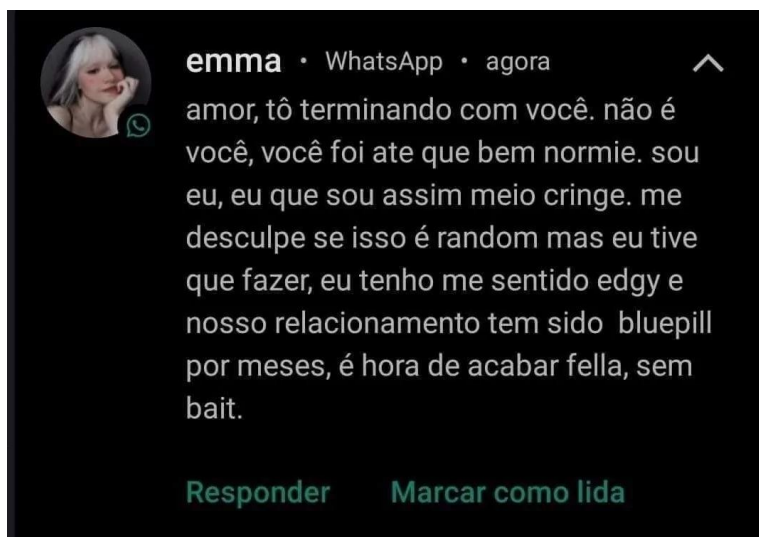 emma • WhatsApp • agora
amor, tô terminando com você. não é
você, você foi ate que bem normie. sou
eu, eu que sou assim meio cringe. me
desculpe se isso é random mas eu tive
que fazer, eu tenho me sentido edgy e
nosso relacionamento tem sido bluepill
por meses, é hora de acabar fella, sem
bait.
Responder Marcar como lida